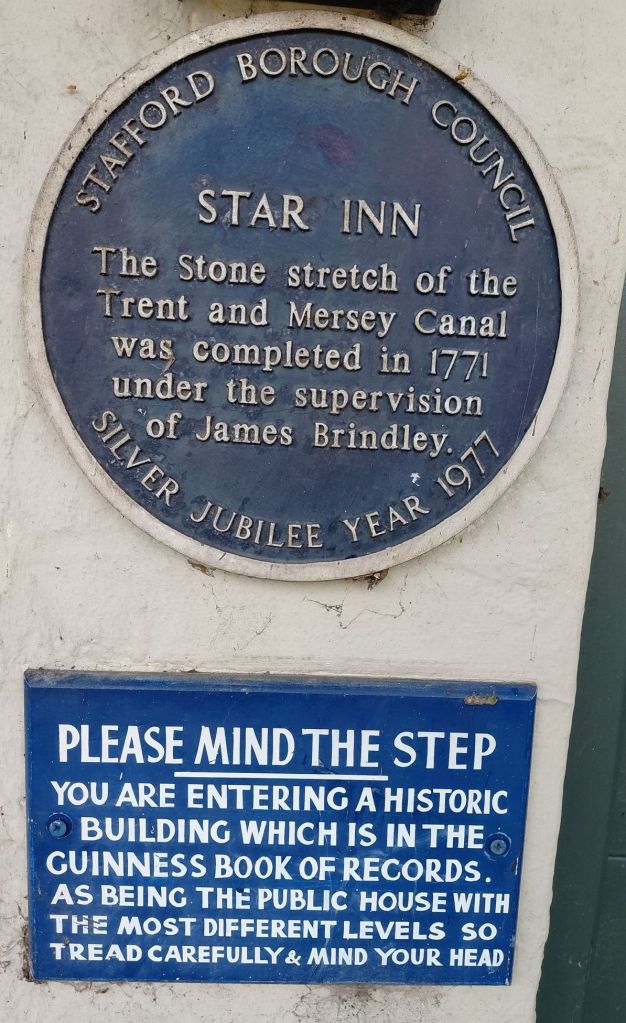 STAFFORD BOROUGH COUNCIL
STAR INN
The Stone stretch of the
Trent and Mersey Canal
was completed in 1771
under the supervision
of James Brindley.
SILVER JUBILEE YEAR 1977
PLEASE MIND THE STEP
YOU ARE ENTERING A HISTORIC
BUILDING WHICH IS IN THE
GUINNESS BOOK OF RECORDS.
AS BEING THE PUBLIC HOUSE WITH
THE MOST DIFFERENT LEVELS SO
TREAD CAREFULLY & MIND YOUR HEAD